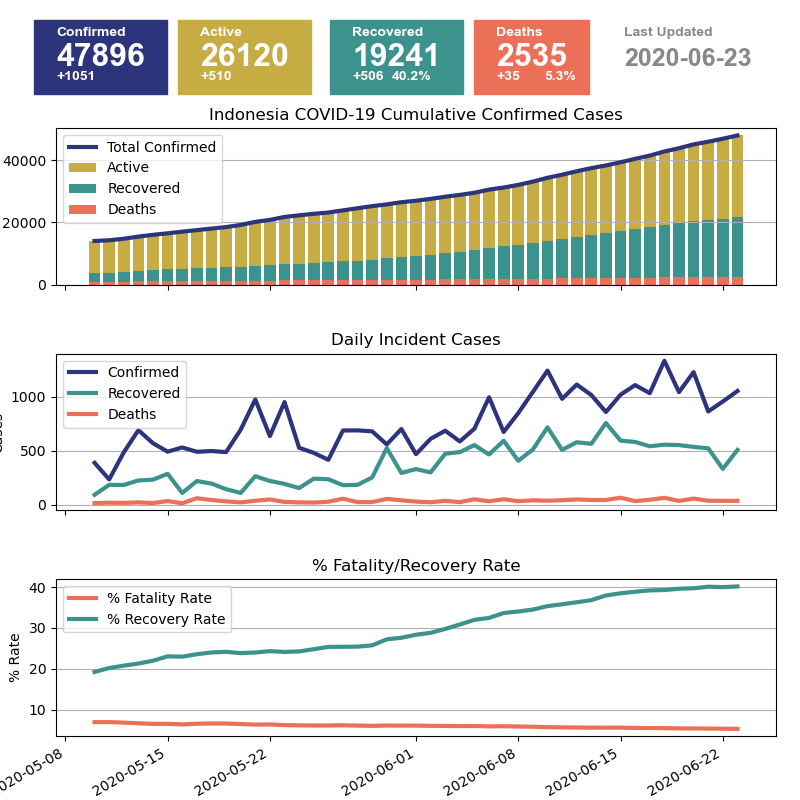 Confirmed
47896
+1051
Active
26120
+510
Recovered
19241
+506 40.2%
Deaths
2535
+35 5.3%
Last Updated
2020-06-23
Indonesia COVID-19 Cumulative Confirmed Cases
Total Confirmed
Active
Recovered
Deaths
40000
20000
0
Daily Incident Cases
Confirmed
Recovered
Deaths
1000
500
0
% Fatality/Recovery Rate
% Fatality Rate
% Recovery Rate
% Rate
40
30
20
10
020-05-08
2020-05-15
2020-05-22
2020-06-01
2020-06-08
2020-06-15
2020-06-22